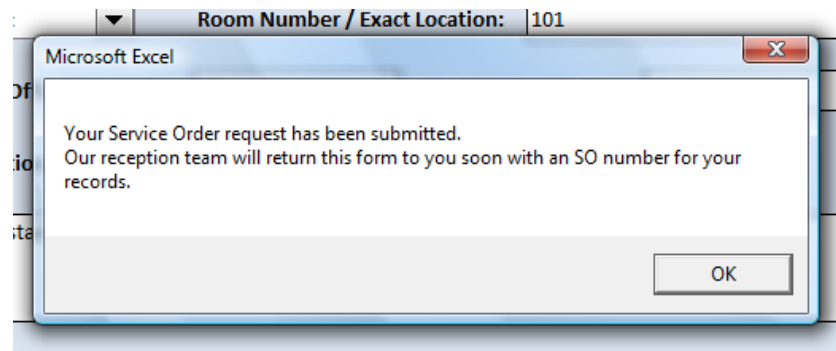 Room Number / Exact Location: 101
Microsoft Excel
Your Service Order request has been submitted.
Our reception team will return this form to you soon with an SO number for your
records.
OK